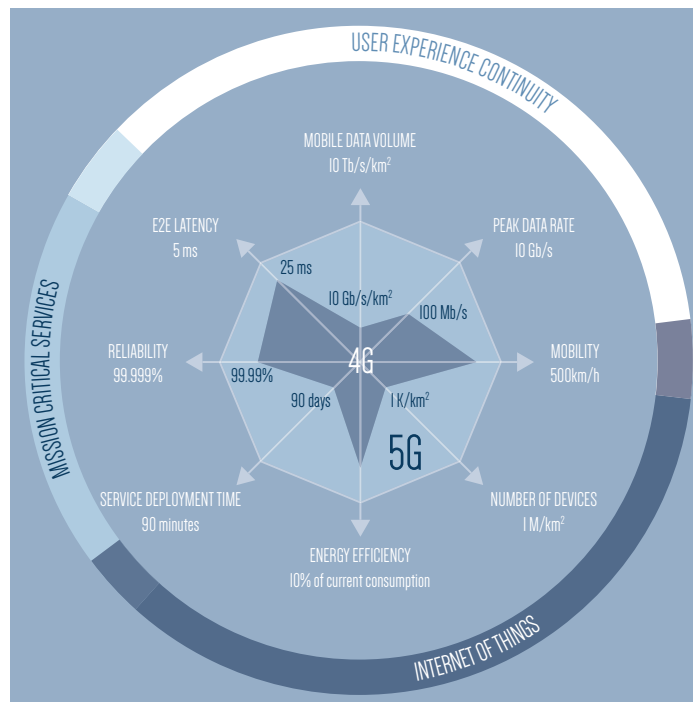 USER EXPERIENCE CONTINUITY
MOBILE DATA VOLUME
10 Tb/s/km²
E2E LATENCY
5 ms
PEAK DATA RATE
10 Gb/s
25 ms
10 Gb/s/km²
100 Mb/s
RELIABILITY
99.999%
4G
MOBILITY
500km/h
99.99%
90 days
1 K/km²
5G
SERVICE DEPLOYMENT TIME
90 minutes
NUMBER OF DEVICES
1 M/km²
ENERGY EFFICIENCY
10% of current consumption
MISSION CRITICAL SERVICES
INTERNET OF THINGS